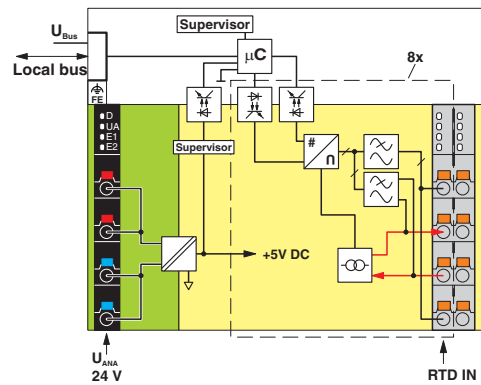 Supervisor
U_Bus
µC
8x
Local bus
FE
D
UA
E1
E2
Supervisor
#
∩
+5V DC
U_ANA
24 V
RTD IN